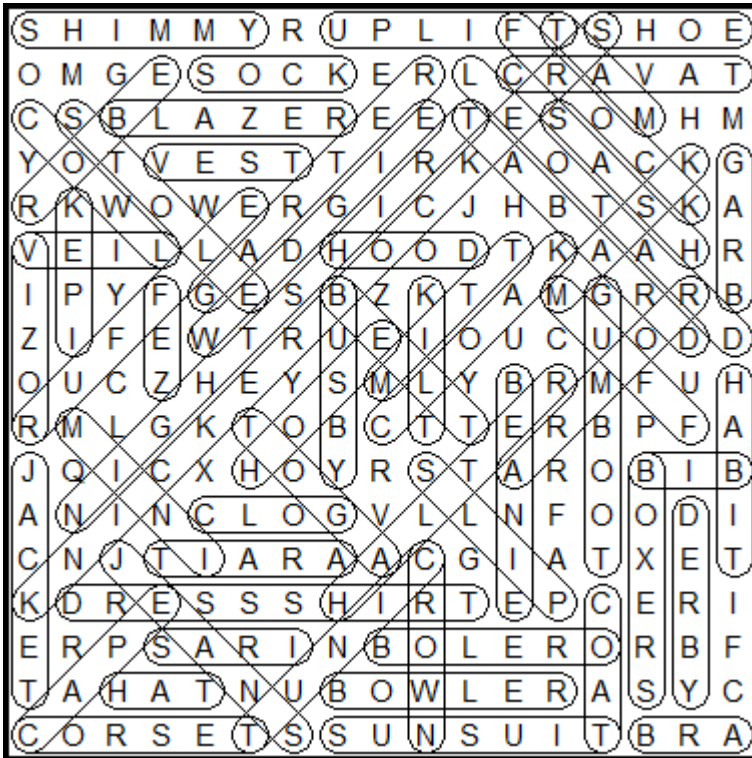 S H I M M Y R U P L I F T S H O E
O M G E S O C K E R L C R A V A T
C S B L A Z E R E E T E S O M H M
Y O T V E S T T I R K A O A C K G
R K W O W E R G I C J H B T S K A
V E I L L A D H O O D T K A A H R
I P Y F G E S B Z K T A M G R R B
Z I F E W T R U E I O U C U O D D
O U C Z H E Y S M L Y B R M F U H
R M L G K T O B C T T E R B P F A
J Q I C X H O Y R S T A R O B I B
A N I N C L O G V L L N F O O D I
C N J T I A R A A C G I A T X E T
K D R E S S S H I R T E P C E R I
E R P S A R I N B O L E R O R B F
T A H A T N U B O W L E R A S Y C
C O R S E T S S U N S U I T B R A